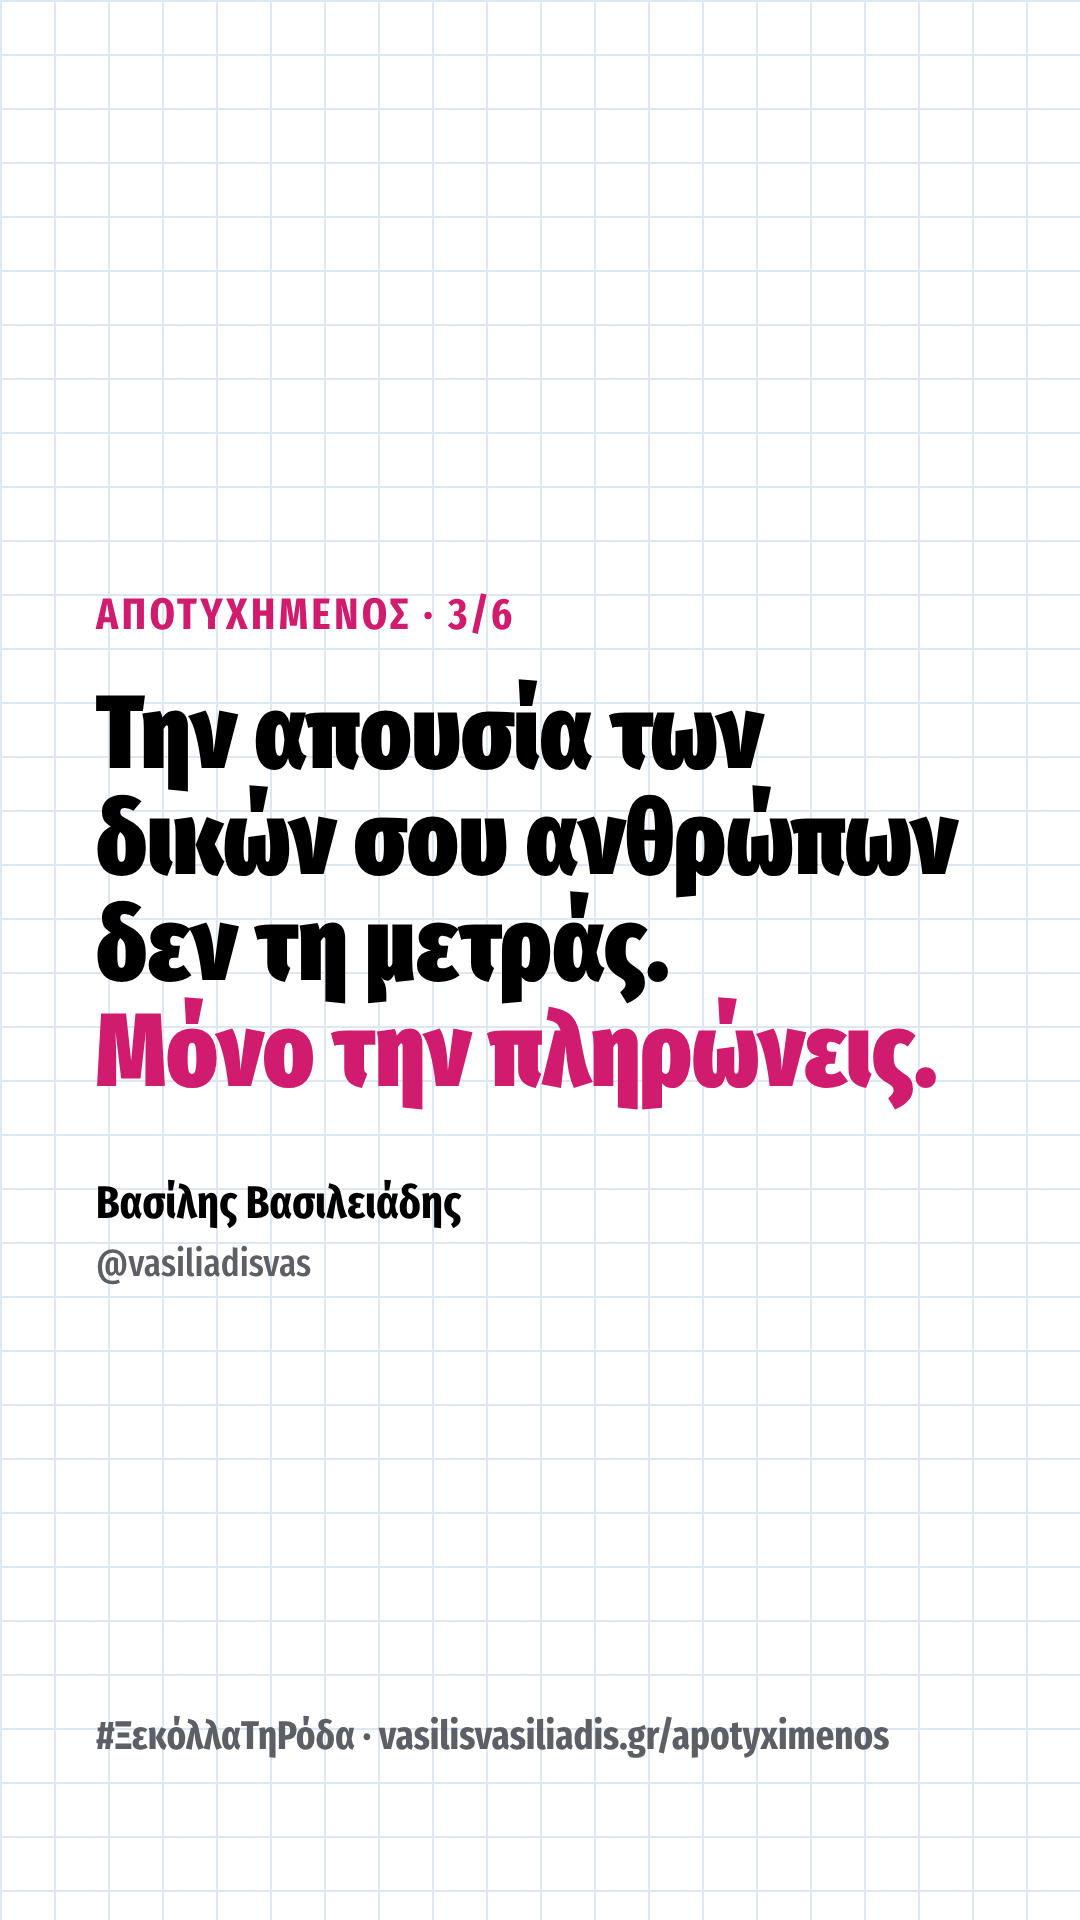 ΑΠΟΤΥΧΗΜΕΝΟΣ · 3/6
Την απουσία των
δικών σου ανθρώπων
δεν τη μετράς.
Μόνο την πληρώνεις.
Βασίλης Βασιλειάδης
@vasiliadisvas
#ΞεκόλλαΤηΡόδα · vasilisvasiliadis.gr/apotyximenos